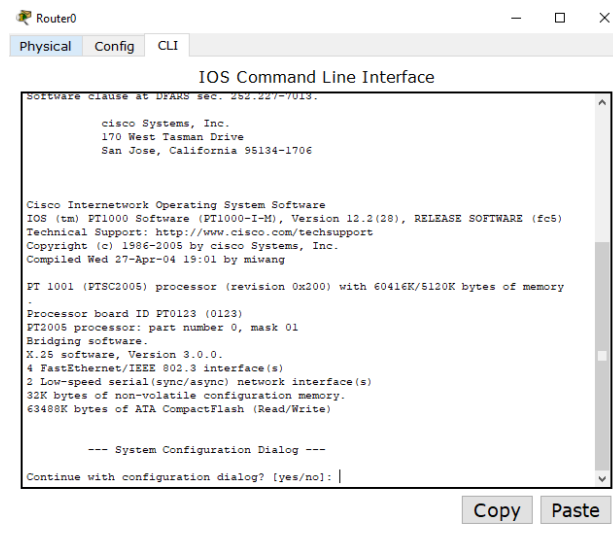 Router0
Physical Config CLI
IOS Command Line Interface
Software clause at DFARS sec. 252.227-7013.
cisco Systems, Inc.
170 West Tasman Drive
San Jose, California 95134-1706
Cisco Internetwork Operating System Software
IOS (tm) PT1000 Software (PT1000-I-M), Version 12.2(28), RELEASE SOFTWARE (fc5)
Technical Support: http://www.cisco.com/techsupport
Copyright (c) 1986-2005 by cisco Systems, Inc.
Compiled Wed 27-Apr-04 19:01 by miwang
PT 1001 (PTSC2005) processor (revision 0x200) with 60416K/5120K bytes of memory
.
Processor board ID PT0123 (0123)
PT2005 processor: part number 0, mask 01
Bridging software.
X.25 software, Version 3.0.0.
4 FastEthernet/IEEE 802.3 interface(s)
2 Low-speed serial(sync/async) network interface(s)
32K bytes of non-volatile configuration memory.
63488K bytes of ATA CompactFlash (Read/Write)
--- System Configuration Dialog ---
Continue with configuration dialog? [yes/no]:
Copy Paste